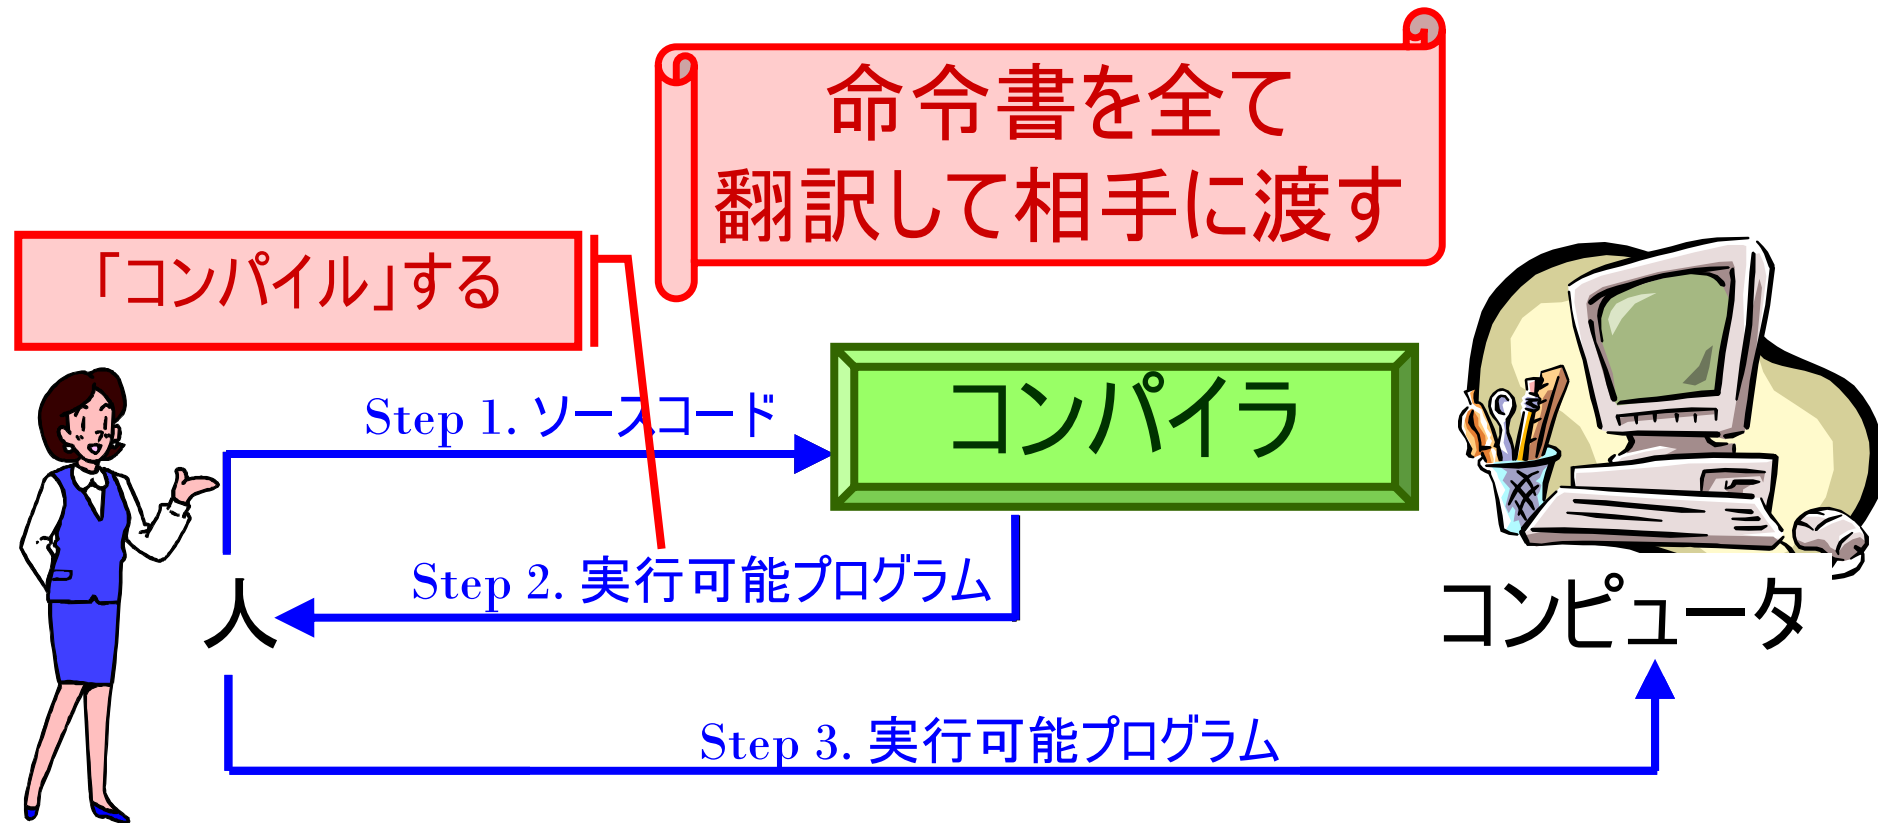 命令書を全て
翻訳して相手に渡す
「コンパイル」する
コンパイラ
Step 1. ソースコード
Step 2. 実行可能プログラム
人
コンピュータ
Step 3. 実行可能プログラム